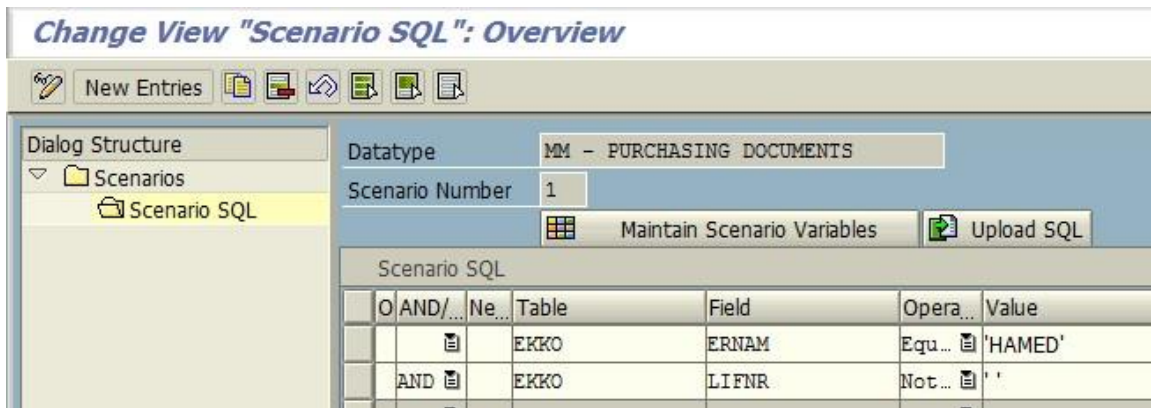 Change View "Scenario SQL": Overview
New Entries
Dialog Structure
Scenarios
Scenario SQL
Datatype MM - PURCHASING DOCUMENTS
Scenario Number 1
Maintain Scenario Variables Upload SQL
Scenario SQL
O AND/... Ne... Table Field Opera... Value
EKKO ERNAM Equ... 'HAMED'
AND EKKO LIFNR Not... ' '